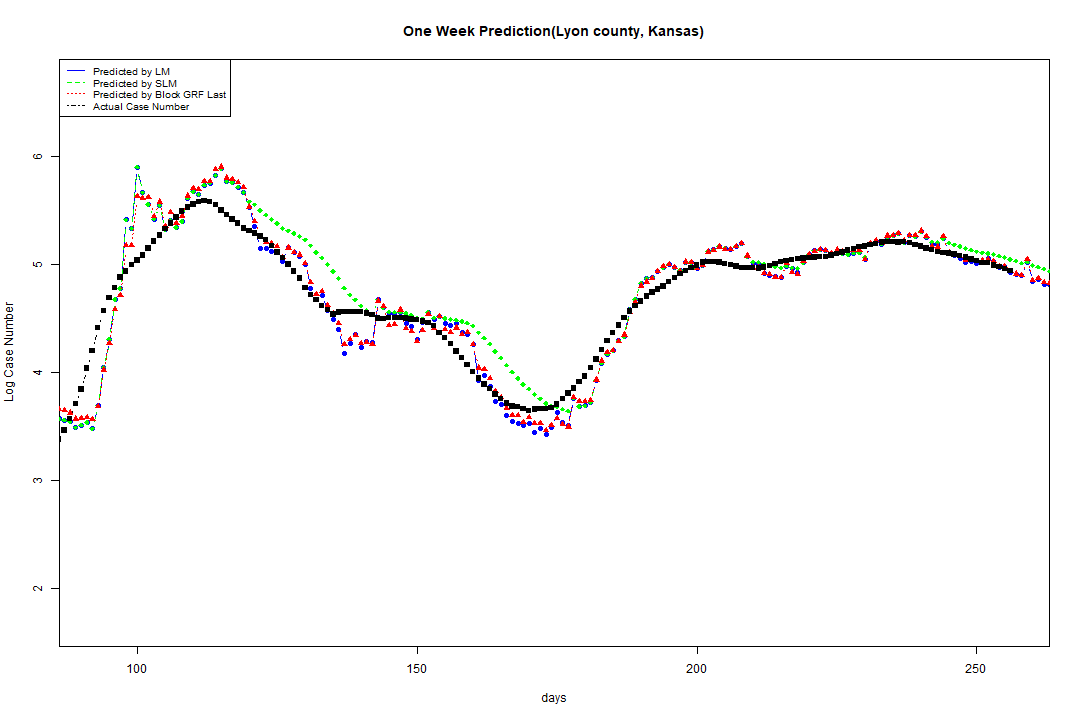 One Week Prediction(Lyon county, Kansas)
Predicted by LM
Predicted by SLM
Predicted by Block GRF Last
Actual Case Number
6
5
4
3
2
Log Case Number
100 150 200 250
days